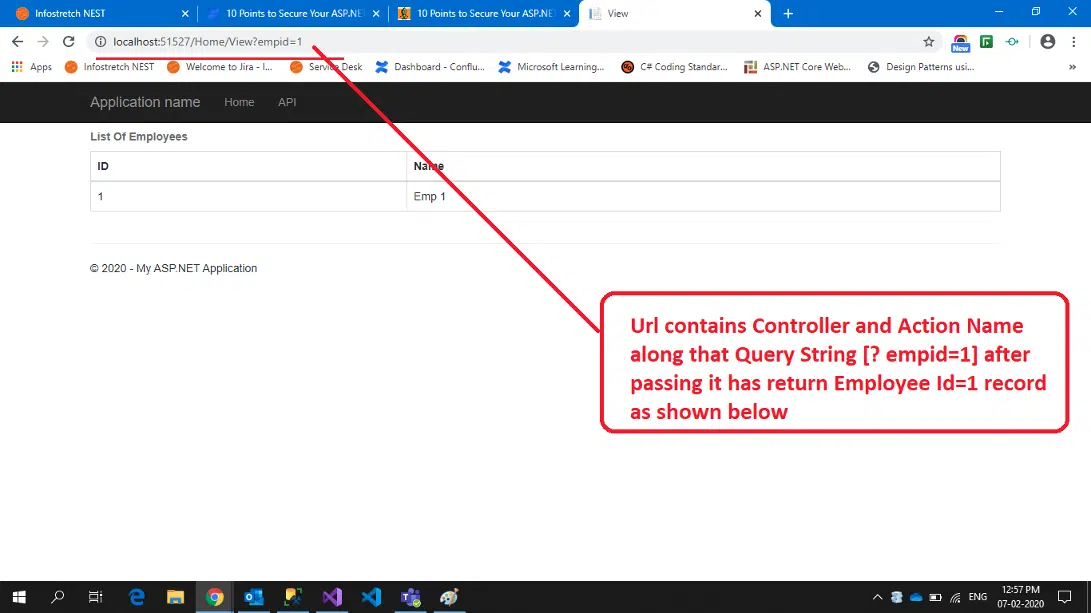 Infostretch NEST
10 Points to Secure Your ASP.NE
10 Points to Secure Your ASP.NE
View
localhost:51527/Home/View?empid=1
New
Apps
Infostretch NEST
Welcome to Jira - I...
Service Desk
Dashboard - Conflu...
Microsoft Learning...
C# Coding Standar...
ASP.NET Core Web...
Design Patterns usi...
»
Application name
Home
API
List Of Employees
ID Name
1 Emp 1
© 2020 - My ASP.NET Application
Url contains Controller and Action Name
along that Query String [? empid=1] after
passing it has return Employee Id=1 record
as shown below
ENG
12:57 PM
07-02-2020